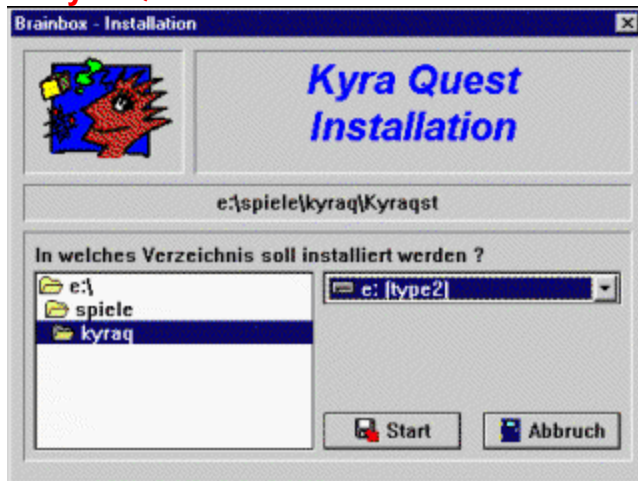 Brainbox - Installation
Kyra Quest
Installation
e:\spiele\kyraq\Kyraqst
In welches Verzeichnis soll installiert werden ?
e:\
spiele
kyraq
e: [type2]
Start
Abbruch